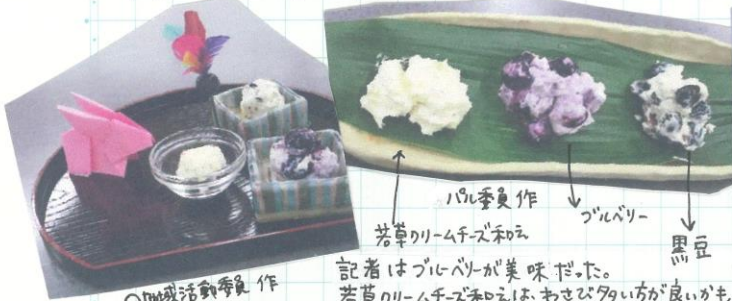 パル委員 作
若草クリームチーズ和え
ブルベリー
黒豆
地域活動委員 作
記者はブルベリーが美味だった。
若草クリームチーズ和えは、わさび多い方が良いかも。